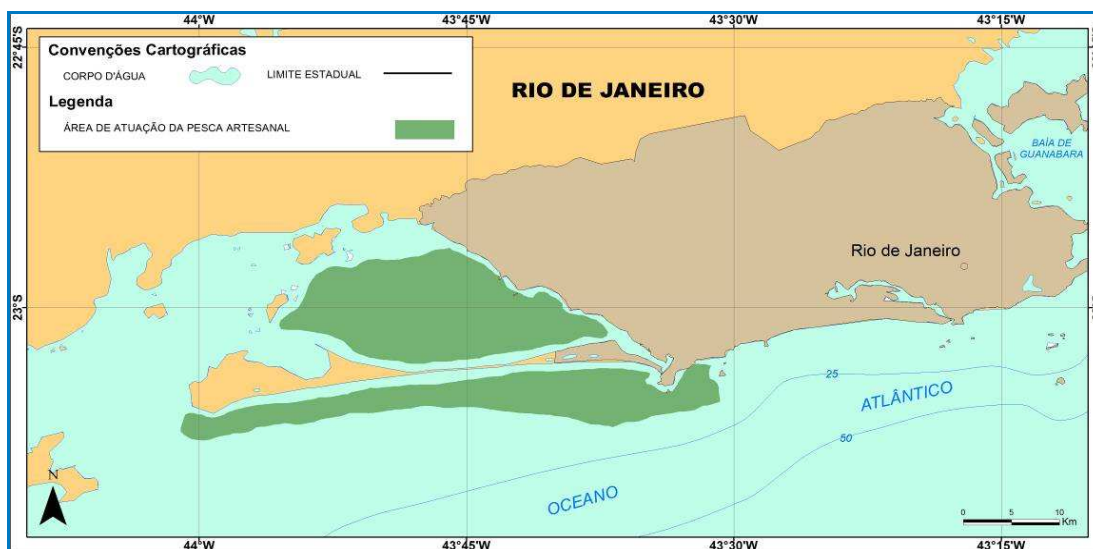 44°W 43°45'W 43°30'W 43°15'W
22°45'S
Convenções Cartográficas
CORPO D'ÁGUA LIMITE ESTADUAL
Legenda
ÁREA DE ATUAÇÃO DA PESCA ARTESANAL
RIO DE JANEIRO
BAÍA DE
GUANABARA
Rio de Janeiro
23°S
25
ATLÂNTICO
50
OCEANO
N
0 5 10
Km
44°W 43°45'W 43°30'W 43°15'W